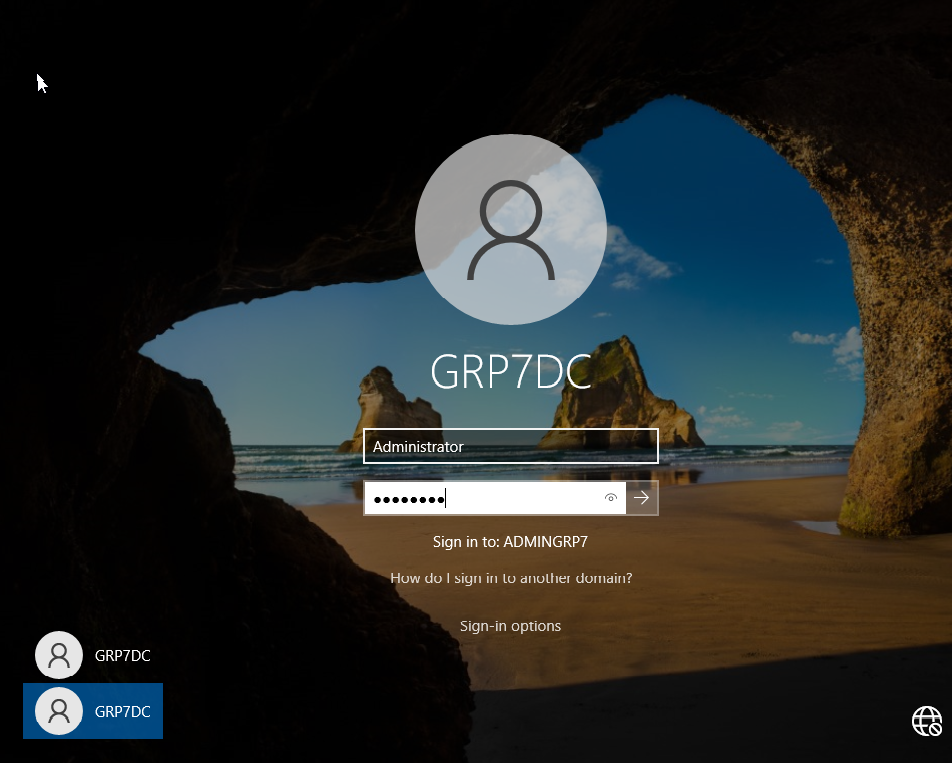 GRP7DC
Administrator
••••••••
Sign in to: ADMINGRP7
How do I sign in to another domain?
Sign-in options
GRP7DC
GRP7DC